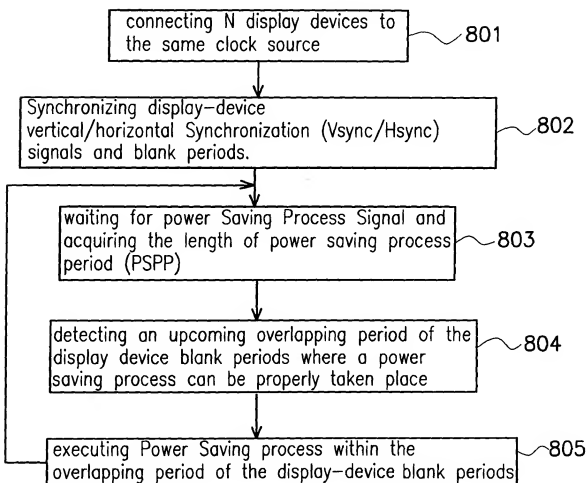 connecting N display devices to
the same clock source
801
Synchronizing display-device
vertical/horizontal Synchronization (Vsync/Hsync)
signals and blank periods.
802
waiting for power Saving Process Signal and
acquiring the length of power saving process
period (PSPP)
803
detecting an upcoming overlapping period of the
display device blank periods where a power
saving process can be properly taken place
804
executing Power Saving process within the
overlapping period of the display-device blank periods
805